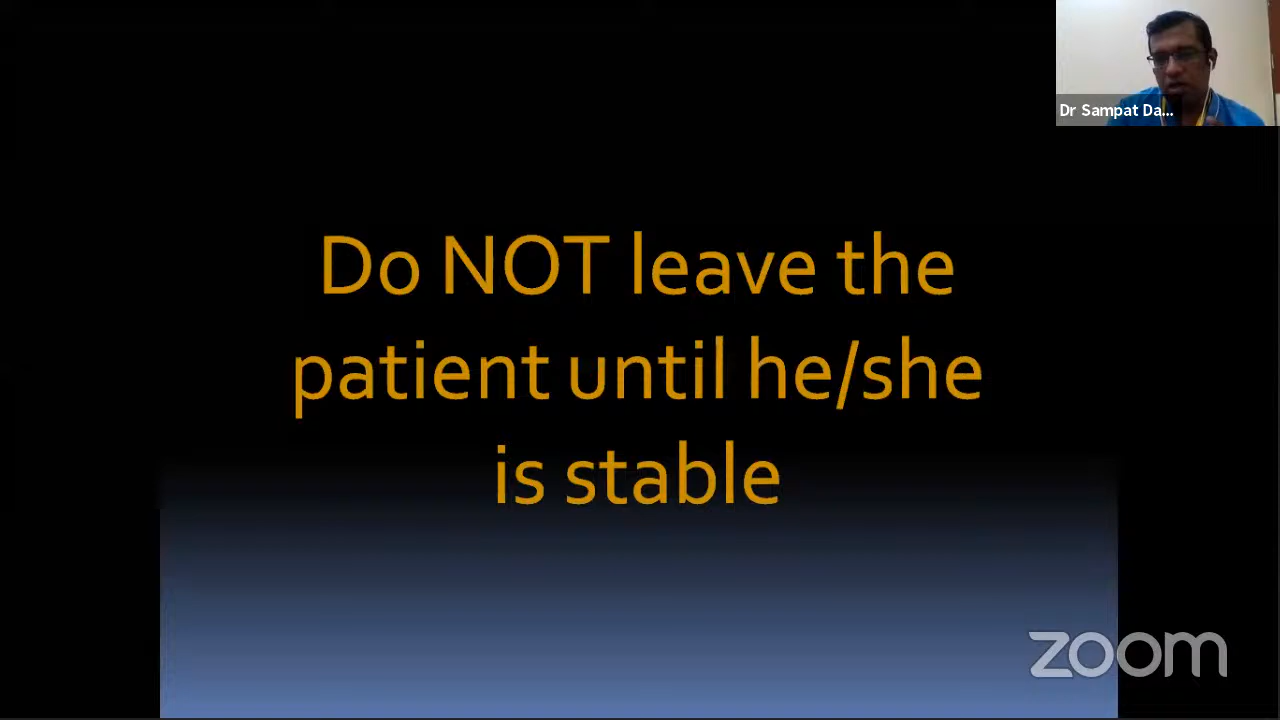 Dr Sampat Da...
Do NOT leave the
patient until he/she
is stable
zoom